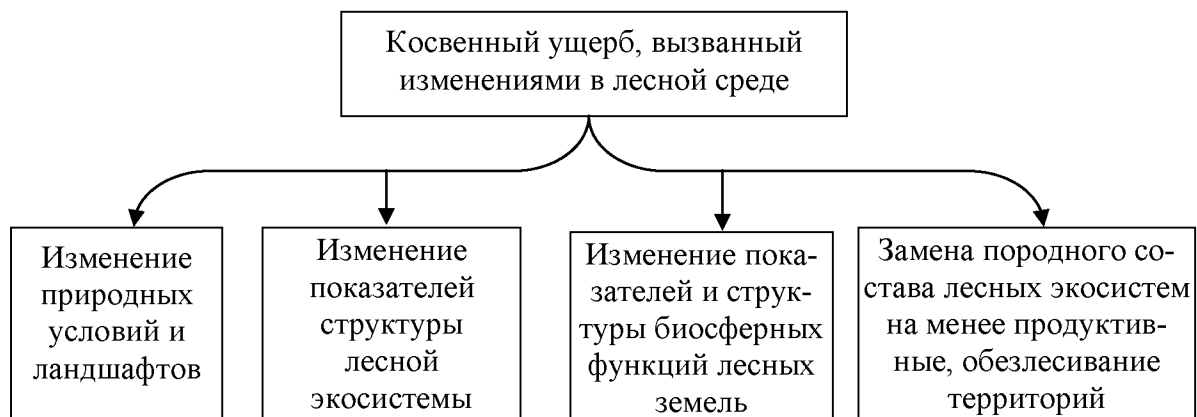 Косвенный ущерб, вызванный
изменениями в лесной среде
Изменение
природных
условий и
ландшафтов
Изменение
показателей
структуры
лесной
экосистемы
Изменение пока-
зателей и струк-
туры биосферных
функций лесных
земель
Замена породного со-
става лесных экосистем
на менее продуктив-
ные, обезлесивание
территорий